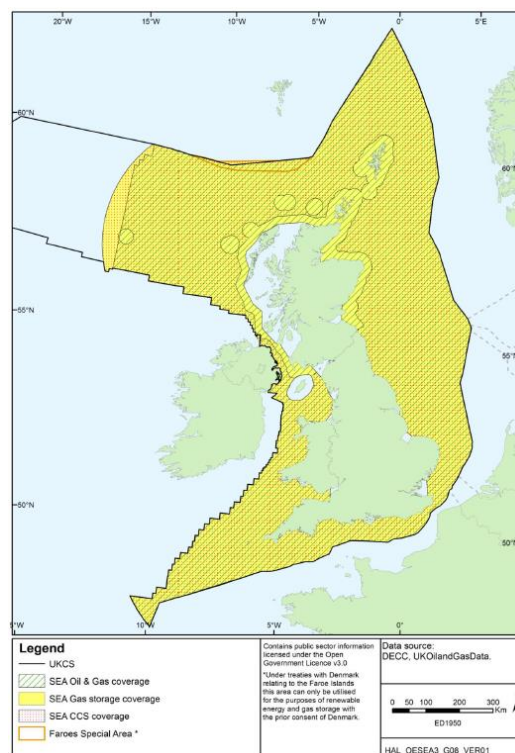 20°W 15°W 10°W 5°W 0° 5°E
60°N
60°N
55°N
55°N
50°N
50°N
5°W 10°W 5°W 0°
Legend
UKCS
SEA Oil & Gas coverage
SEA Gas storage coverage
SEA CCS coverage
Faroes Special Area *
Contains public sector information
licensed under the Open
Government Licence v3.0
*Under treaties with Denmark
relating to the Faroe Islands
this area can only be utilised
for the purposes of renewable
energy and gas storage with
the prior consent of Denmark.
Data source:
DECC, UKOilandGasData.
0 50 100 200 300
Km
ED1950
HAL_OESEA3_G08_VER01